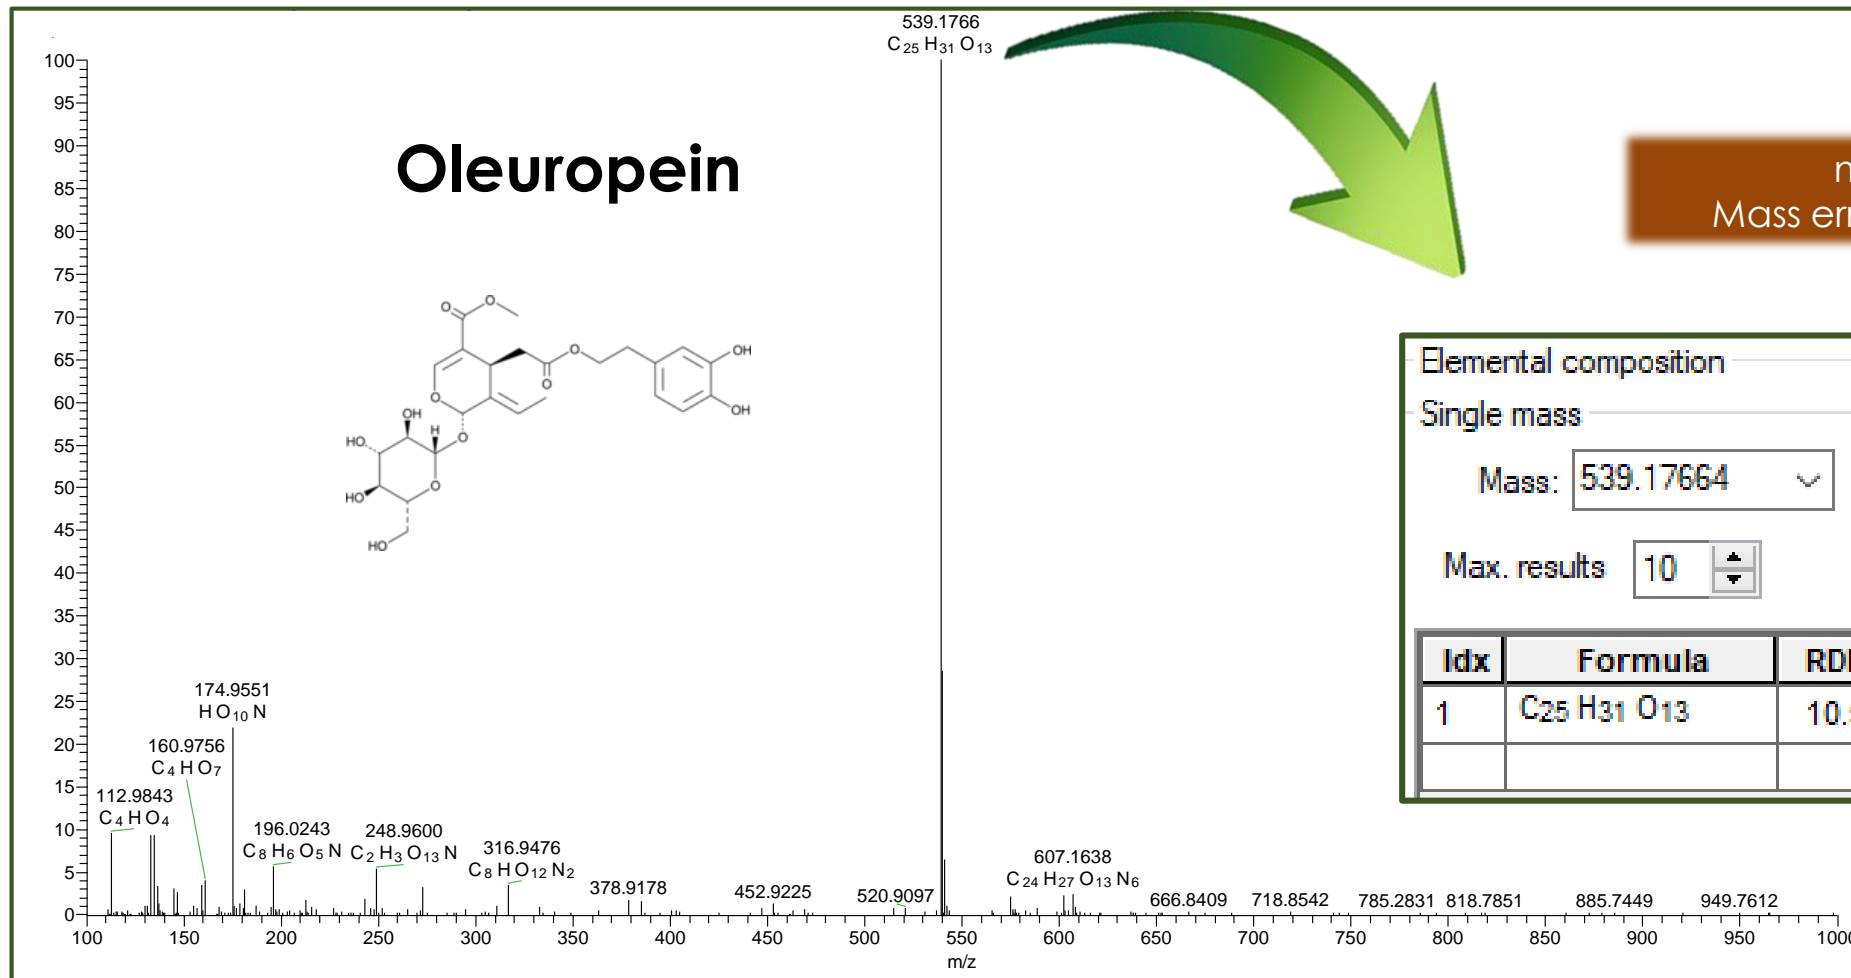 539.1766
C25 H31 O13
100
95
90
85
80
75
70
65
60
55
50
45
40
35
30
25
20
15
10
5
0
Oleuropein
O
O
O
O
OH
OH
O
O
OH
H
HO
HO
O
HO
174.9551
H O10 N
160.9756
C4 H O7
112.9843
C4 H O4
196.0243
C8 H6 O5 N
248.9600
C2 H3 O13 N
316.9476
C8 H O12 N2
378.9178
452.9225
520.9097
607.1638
C24 H27 O13 N6
666.8409
718.8542
785.2831
818.7851
885.7449
949.7612
100 150 200 250 300 350 400 450 500 550 600 650 700 750 800 850 900 950 1000
m/z
Mass err
Elemental composition
Single mass
Mass: 539.17664
Max. results 10
Idx Formula RD
1 C25 H31 O13 10.